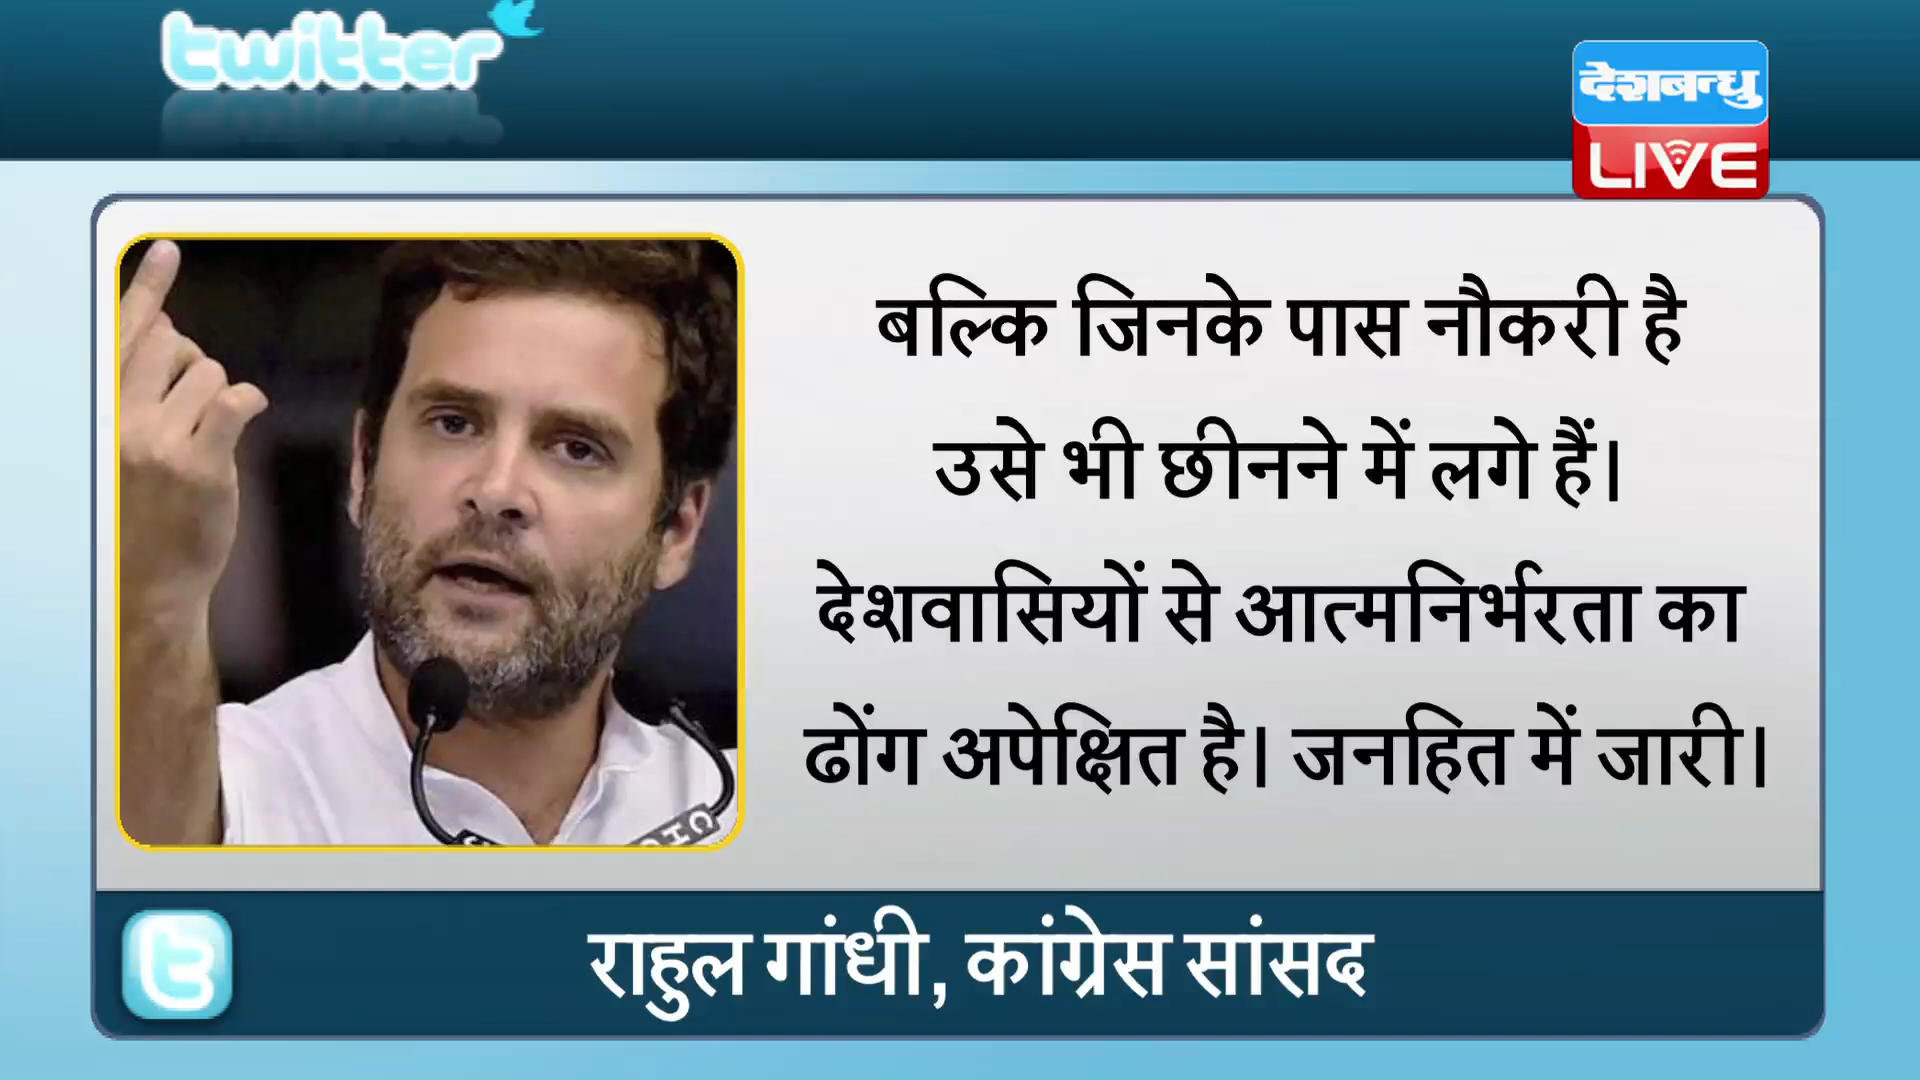 twitter
देशबन्धु
LIVE
बल्कि जिनके पास नौकरी है
उसे भी छीनने में लगे हैं।
देशवासियों से आत्मनिर्भरता का
ढोंग अपेक्षित है। जनहित में जारी।
राहुल गांधी, कांग्रेस सांसद